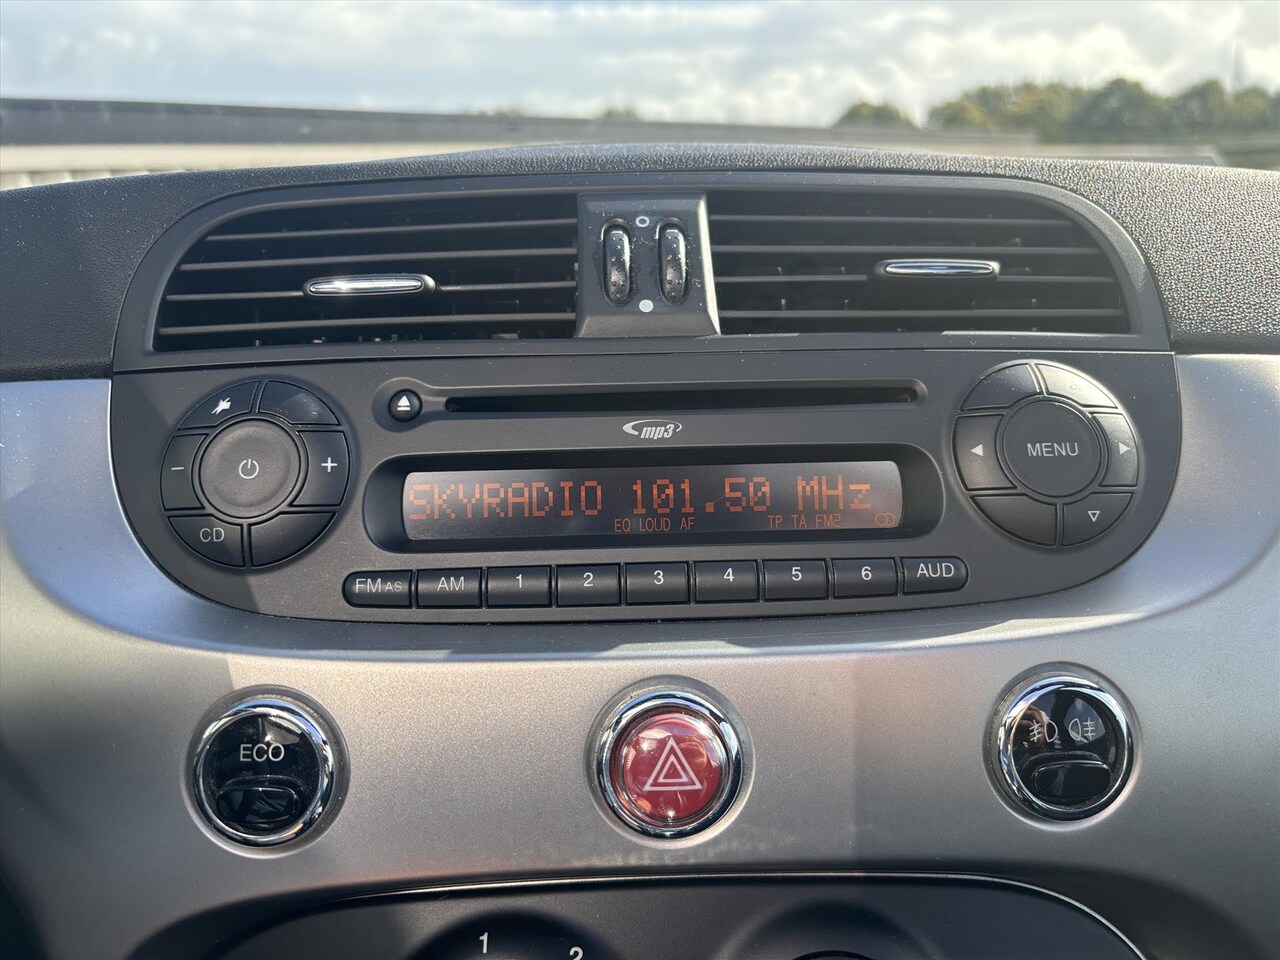 mp3
SKYRADIO 101.50 MHz
EQ LOUD AF TP TA FM2
CD
MENU
FM AS AM 1 2 3 4 5 6 AUD
ECO
1 2